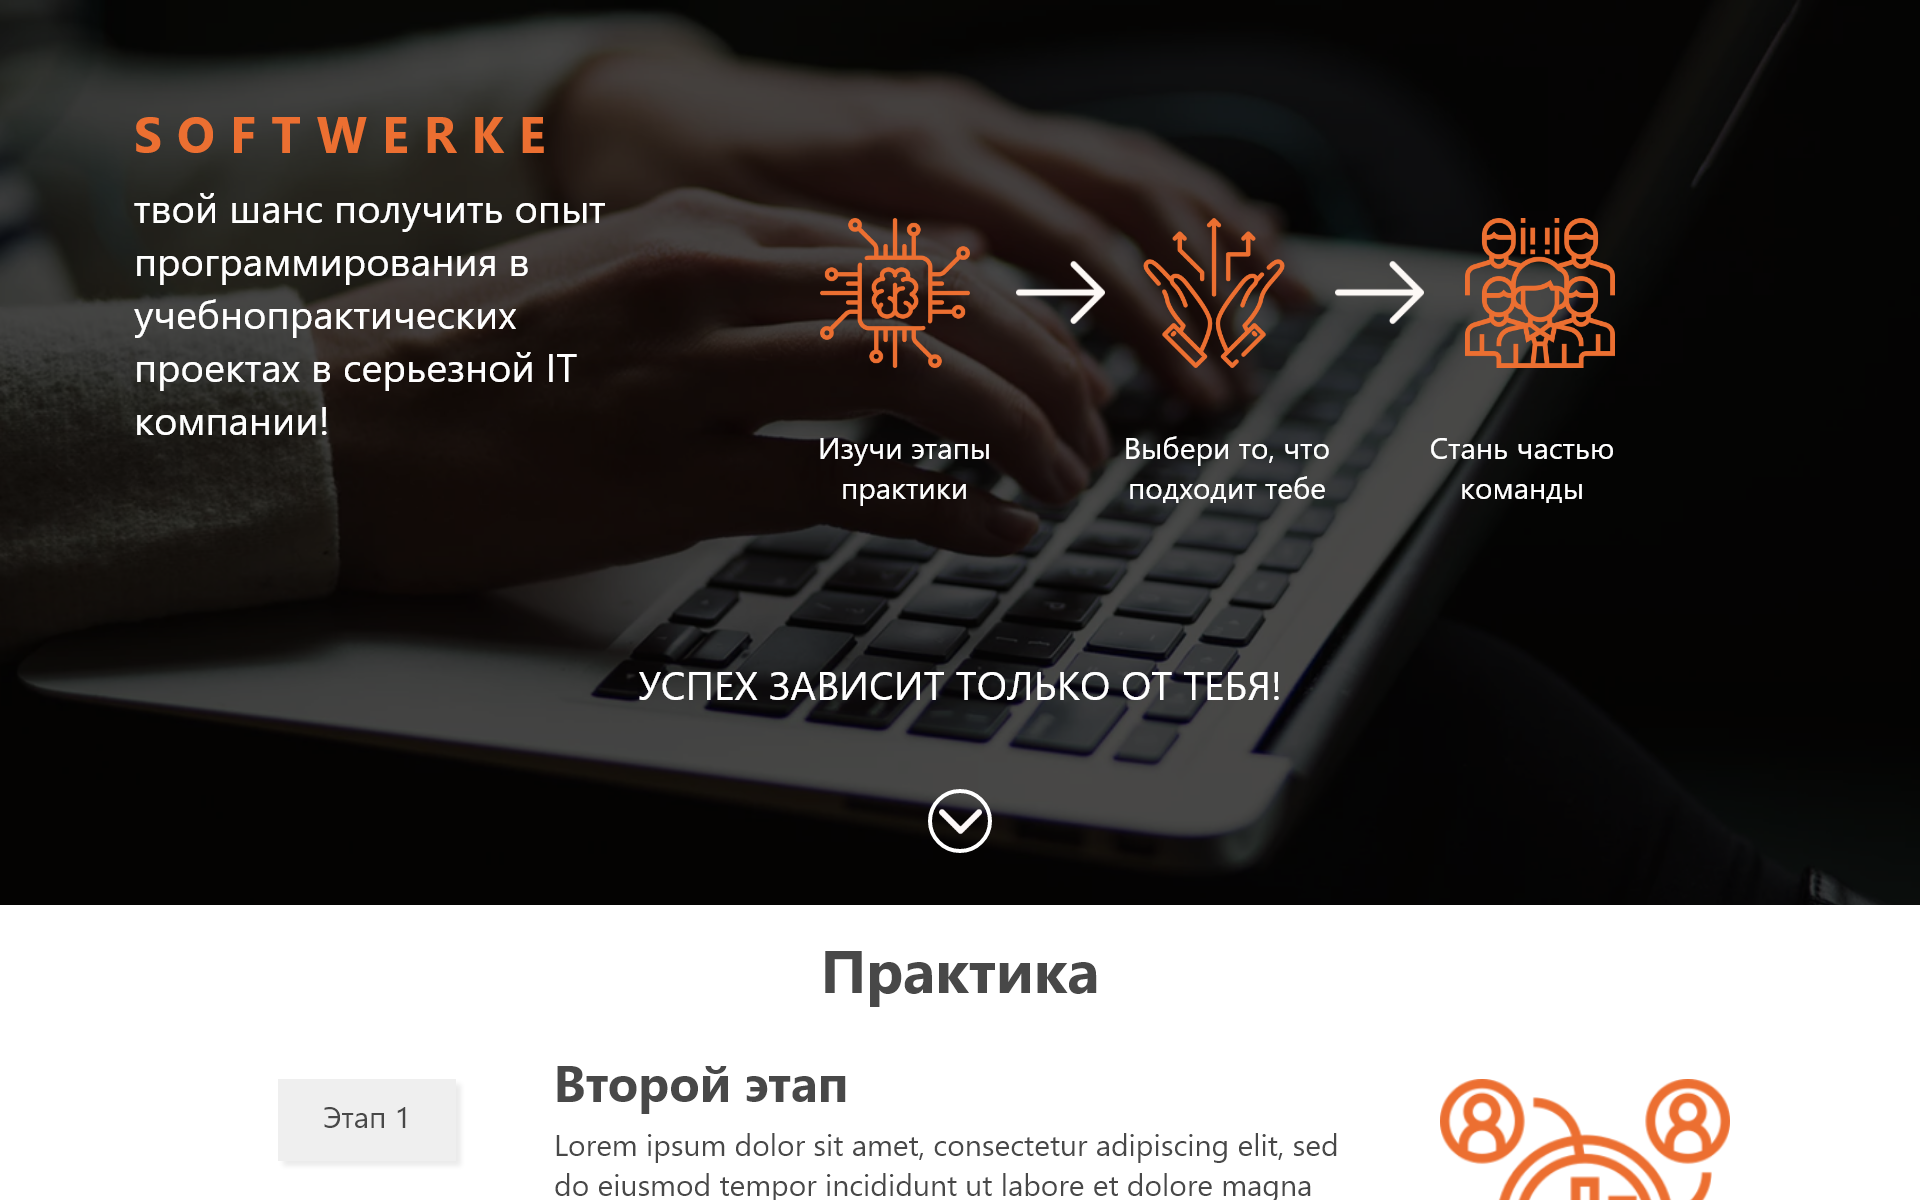 SOFTWERKE
твой шанс получить опыт
программирования в
учебнопрактических
проектах в серьезной IT
компании!
Изучи этапы
практики
Выбери то, что
подходит тебе
Стань частью
команды
УСПЕХ ЗАВИСИТ ТОЛЬКО ОТ ТЕБЯ!
Практика
Этап 1
Второй этап
Lorem ipsum dolor sit amet, consectetur adipiscing elit, sed
do eiusmod tempor incididunt ut labore et dolore magna